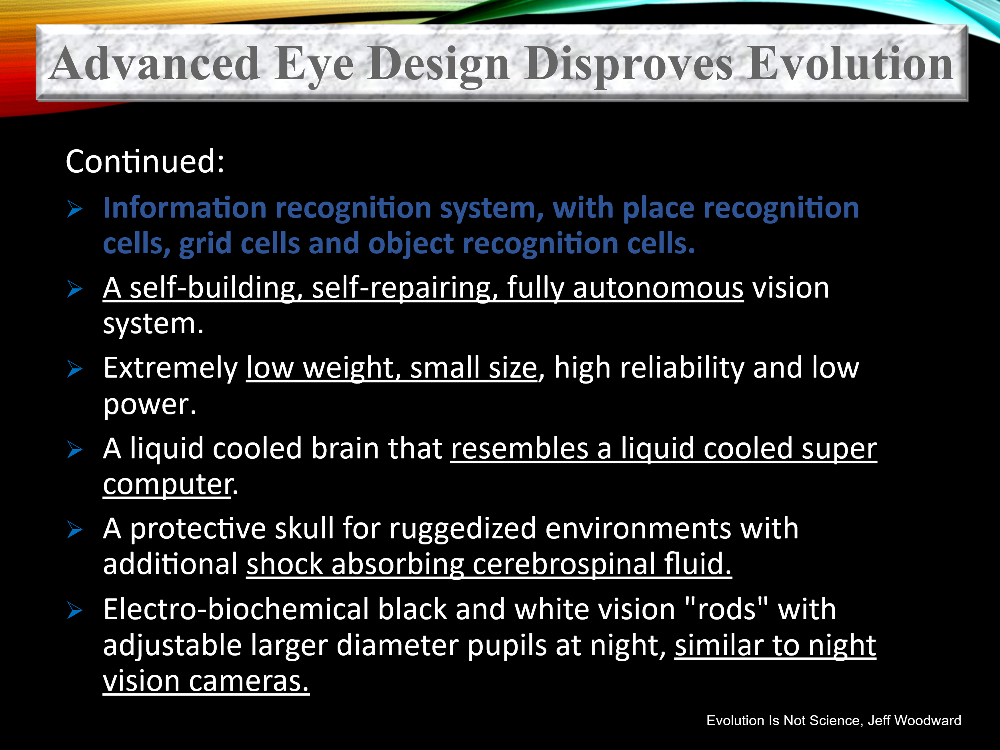 Advanced Eye Design Disproves Evolution
Continued:
Information recognition system, with place recognition
cells, grid cells and object recognition cells.
A self-building, self-repairing, fully autonomous vision
system.
Extremely low weight, small size, high reliability and low
power.
A liquid cooled brain that resembles a liquid cooled super
computer.
A protective skull for ruggedized environments with
additional shock absorbing cerebrospinal fluid.
Electro-biochemical black and white vision "rods" with
adjustable larger diameter pupils at night, similar to night
vision cameras.
Evolution Is Not Science, Jeff Woodward